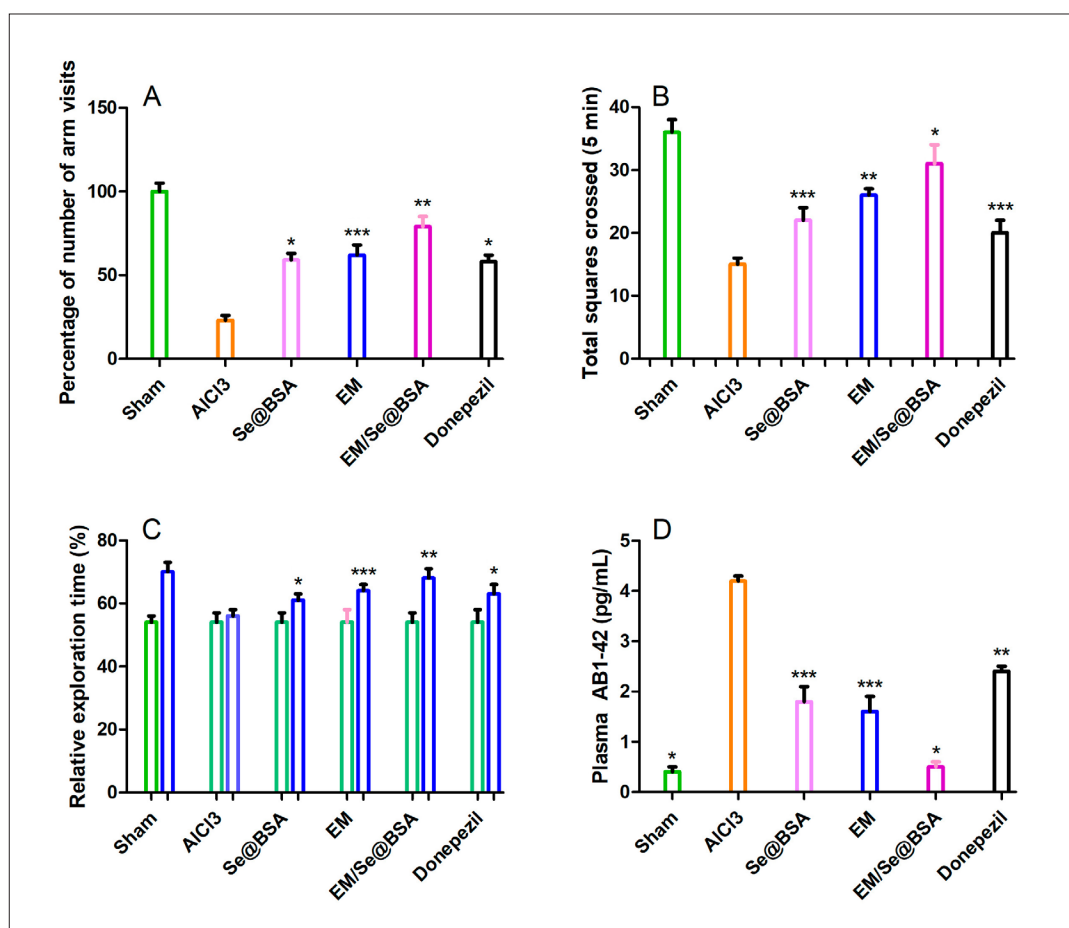 A
Percentage of number of arm visits
150
100
50
0
*
***
**
*
Sham
AlCl3
Se@BSA
EM
EM/Se@BSA
Donepezil
B
Total squares crossed (5 min)
40
30
20
10
0
***
**
*
***
Sham
AlCl3
Se@BSA
EM
EM/Se@BSA
Donepezil
C
Relative exploration time (%)
80
60
40
20
0
*
***
**
*
Sham
AlCl3
Se@BSA
EM
EM/Se@BSA
Donepezil
D
Plasma AB1-42 (pg/mL)
5
4
3
2
1
0
*
***
***
*
**
Sham
AlCl3
Se@BSA
EM
EM/Se@BSA
Donepezil